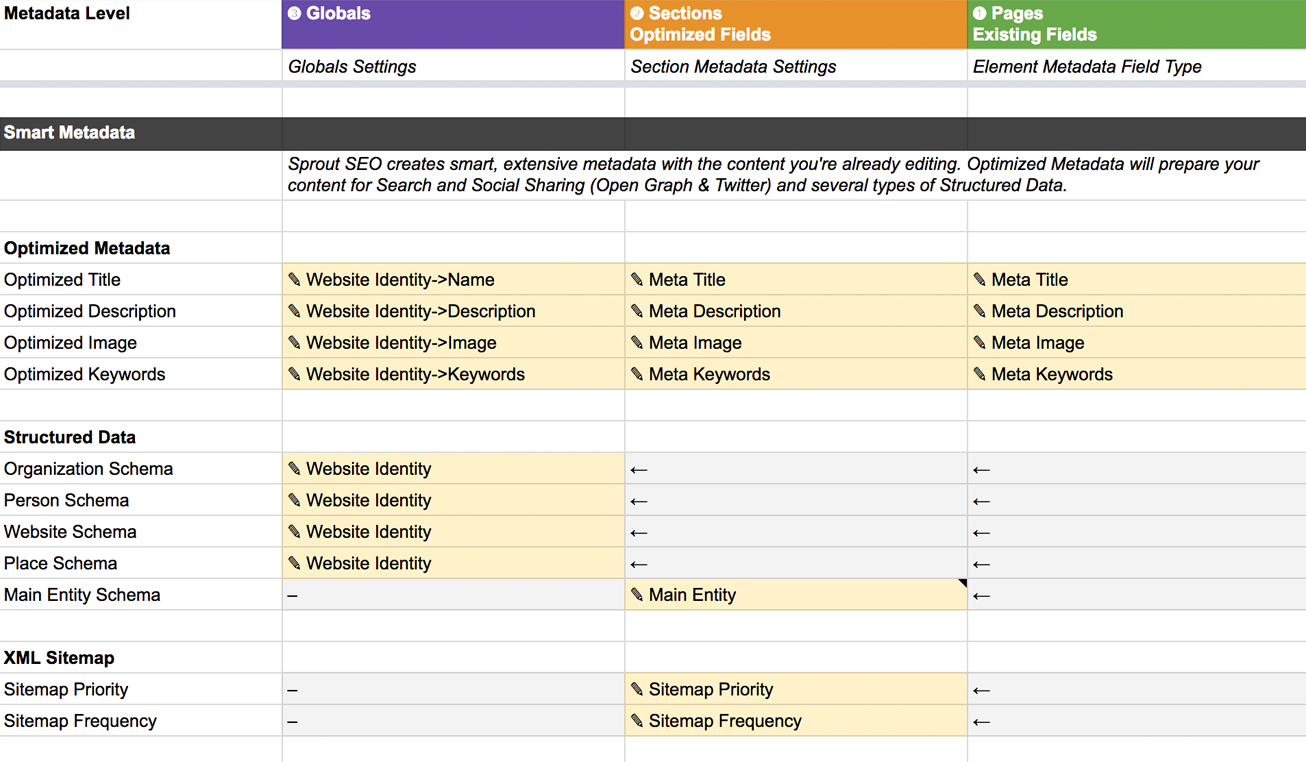 Metadata Level
❸ Globals
❷ Sections
Optimized Fields
❶ Pages
Existing Fields
Globals Settings
Section Metadata Settings
Element Metadata Field Type
Smart Metadata
Sprout SEO creates smart, extensive metadata with the content you're already editing. Optimized Metadata will prepare your
content for Search and Social Sharing (Open Graph & Twitter) and several types of Structured Data.
Optimized Metadata
Optimized Title ✎ Website Identity->Name ✎ Meta Title ✎ Meta Title
Optimized Description ✎ Website Identity->Description ✎ Meta Description ✎ Meta Description
Optimized Image ✎ Website Identity->Image ✎ Meta Image ✎ Meta Image
Optimized Keywords ✎ Website Identity->Keywords ✎ Meta Keywords ✎ Meta Keywords
Structured Data
Organization Schema ✎ Website Identity ← ←
Person Schema ✎ Website Identity ← ←
Website Schema ✎ Website Identity ← ←
Place Schema ✎ Website Identity ← ←
Main Entity Schema – ✎ Main Entity ←
XML Sitemap
Sitemap Priority – ✎ Sitemap Priority ←
Sitemap Frequency – ✎ Sitemap Frequency ←